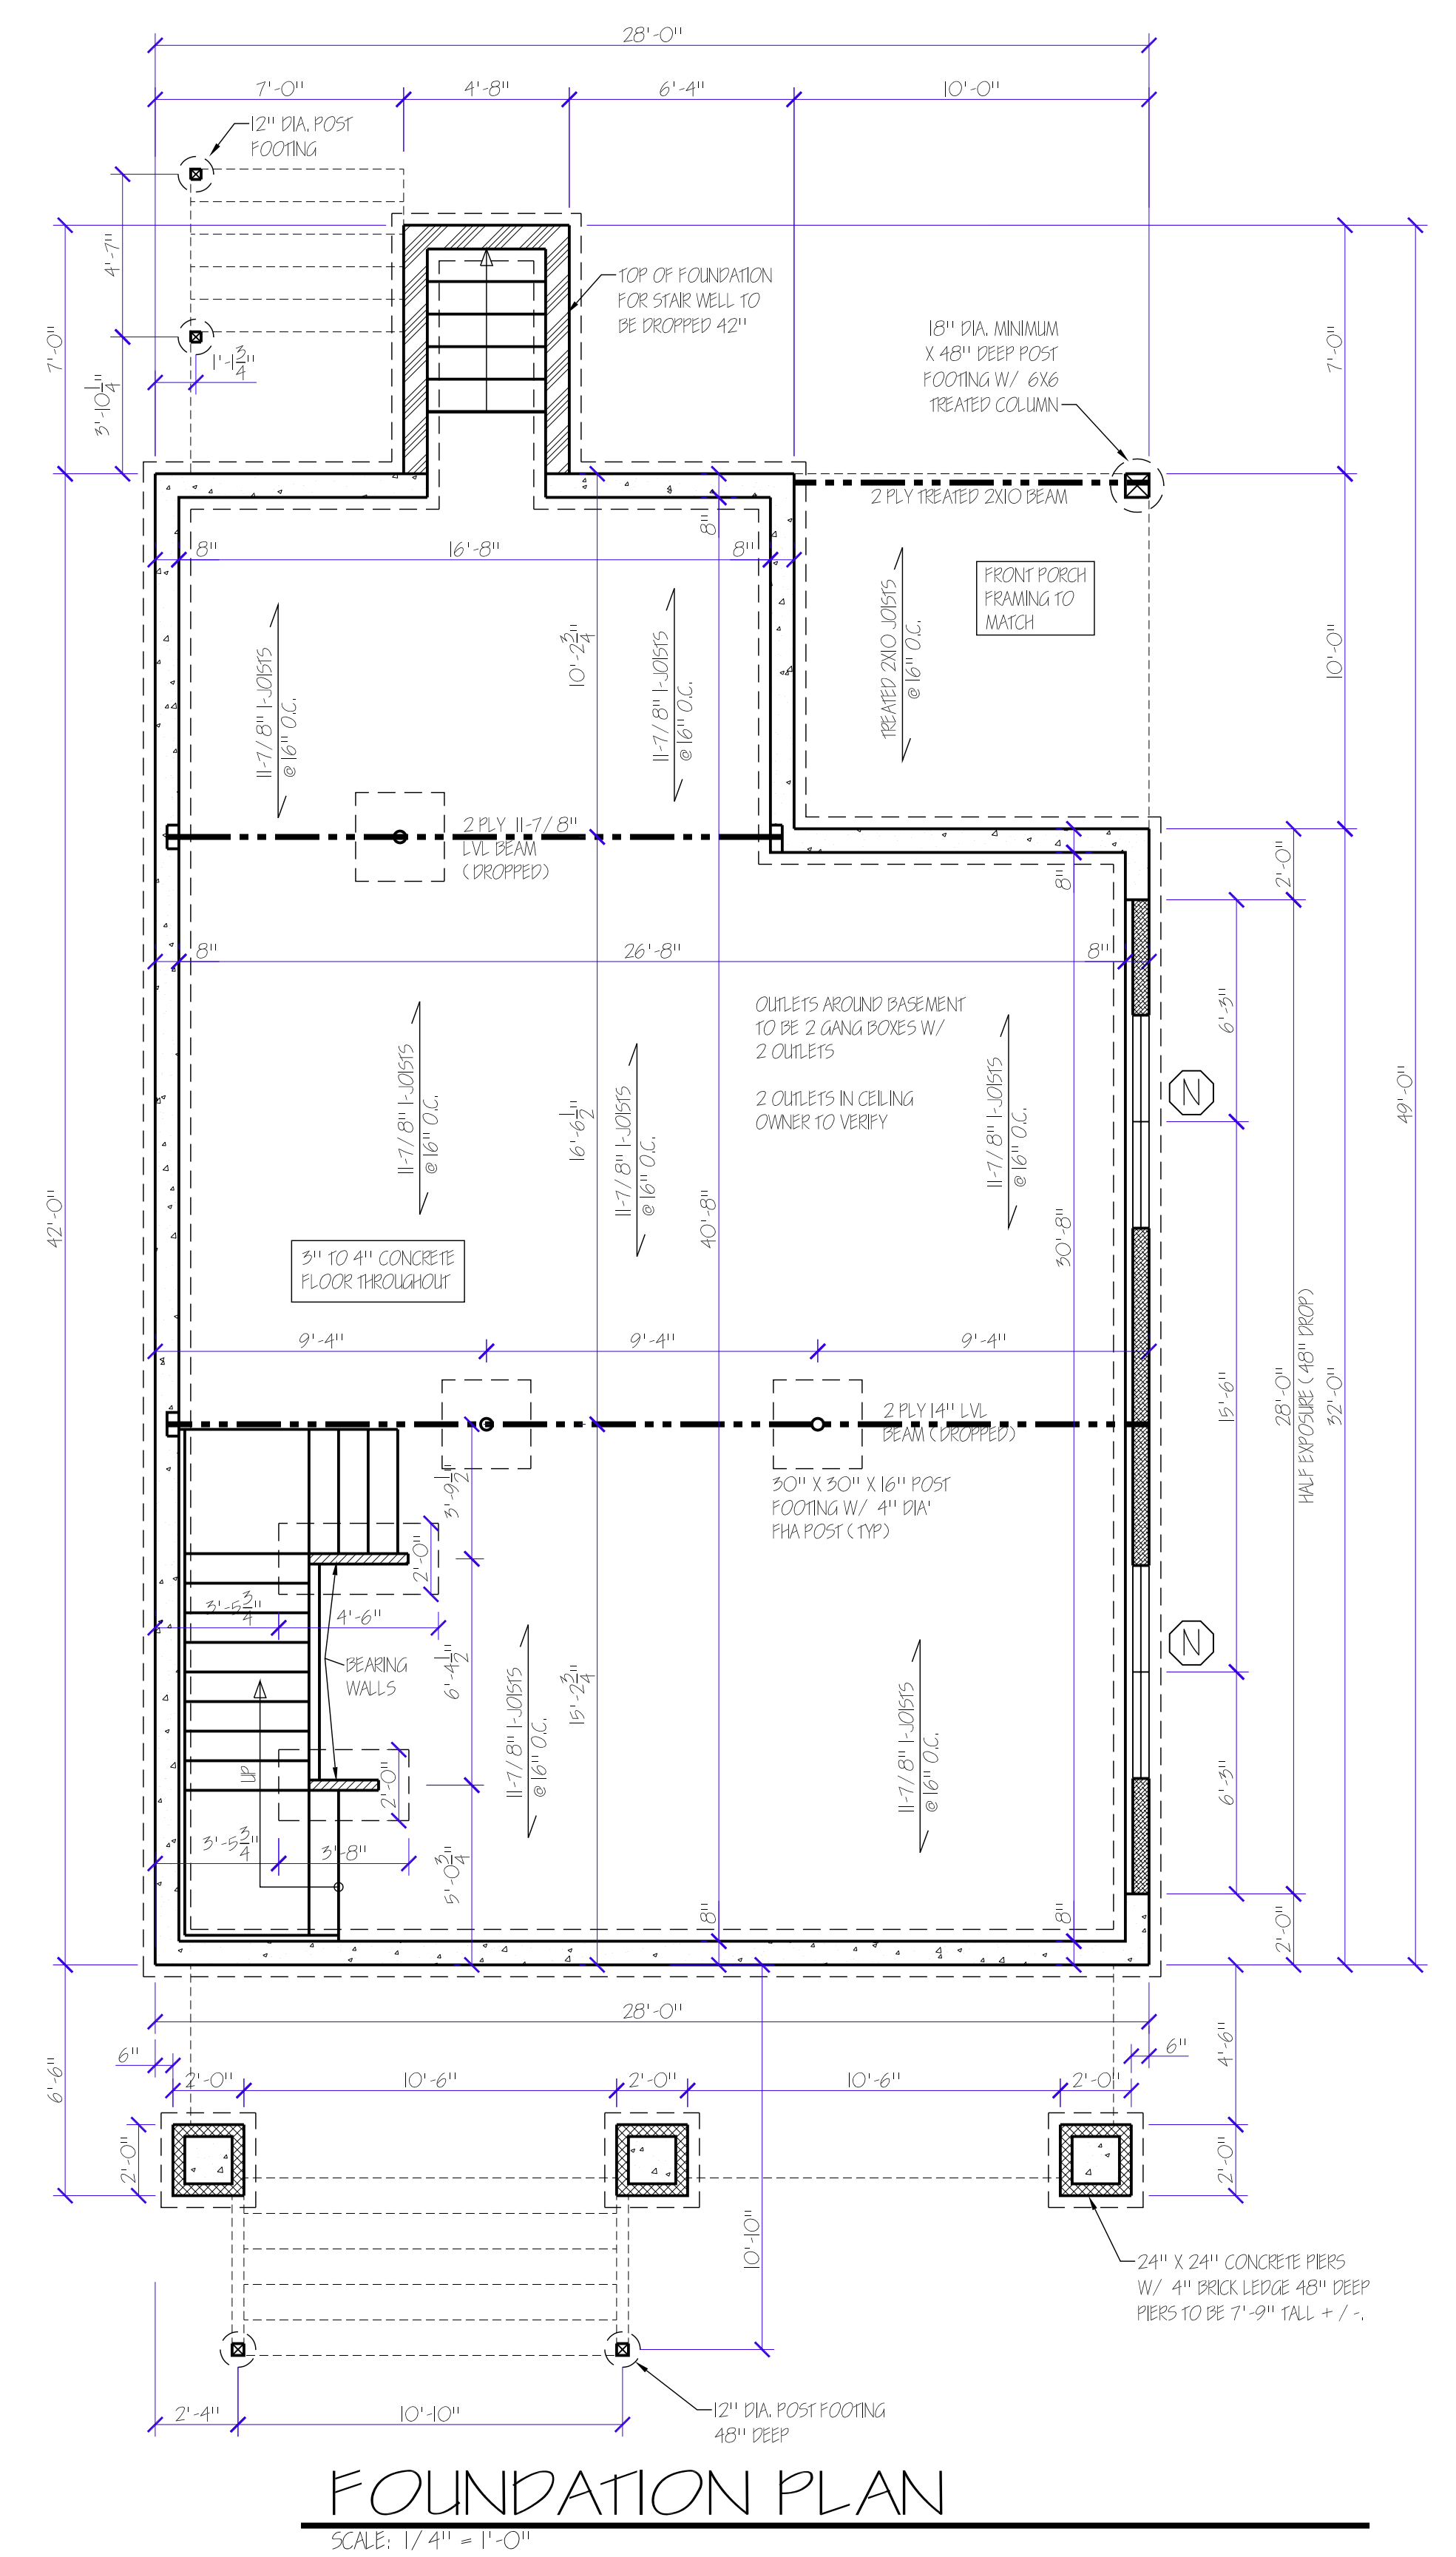 28'-0"
7'-0"
4'-8"
6'-4"
10'-0"
12" DIA. POST
FOOTING
4'-7"
7'-0"
3'-10 1/4"
1'-1 3/4"
TOP OF FOUNDATION
FOR STAIR WELL TO
BE DROPPED 42"
18" DIA. MINIMUM
X 48" DEEP POST
FOOTING W/ 6X6
TREATED COLUMN
7'-0"
2 PLY TREATED 2X10 BEAM
8"
8"
16'-8"
8"
FRONT PORCH
FRAMING TO
MATCH
11-7/8" I-JOISTS
@ 16" O.C.
10'-2 3/4"
11-7/8" I-JOISTS
@ 16" O.C.
TREATED 2X10 JOISTS
@ 16" O.C.
10'-0"
2 PLY 11-7/8"
LVL BEAM
(DROPPED)
8"
2'-0"
8"
26'-8"
8"
OUTLETS AROUND BASEMENT
TO BE 2 GANG BOXES W/
2 OUTLETS
2 OUTLETS IN CEILING
OWNER TO VERIFY
6'-3"
N
49'-0"
11-7/8" I-JOISTS
@ 16" O.C.
16'-6 1/2"
11-7/8" I-JOISTS
@ 16" O.C.
11-7/8" I-JOISTS
@ 16" O.C.
42'-0"
40'-8"
30'-8"
3" TO 4" CONCRETE
FLOOR THROUGHOUT
9'-4"
9'-4"
9'-4"
15'-6"
28'-0"
HALF EXPOSURE (48" DROP)
32'-0"
2 PLY 14" LVL
BEAM (DROPPED)
3'-9 1/2"
30" X 30" X 16" POST
FOOTING W/ 4" DIA'
FHA POST (TYP)
2'-0"
3'-5 3/4"
4'-6"
BEARING
WALLS
6'-4 1/2"
15'-2 3/4"
11-7/8" I-JOISTS
@ 16" O.C.
11-7/8" I-JOISTS
@ 16" O.C.
N
UP
2'-0"
6'-3"
3'-5 3/4"
3'-8"
5'-0 3/4"
8"
8"
2'-0"
28'-0"
6"
6"
4'-6"
6'-6"
2'-0"
10'-6"
2'-0"
10'-6"
2'-0"
2'-0"
2'-0"
10'-10"
24" X 24" CONCRETE PIERS
W/ 4" BRICK LEDGE 48" DEEP
PIERS TO BE 7'-9" TALL +/-.
2'-4"
10'-10"
12" DIA. POST FOOTING
48" DEEP
FOUNDATION PLAN
SCALE: 1/4" = 1'-0"